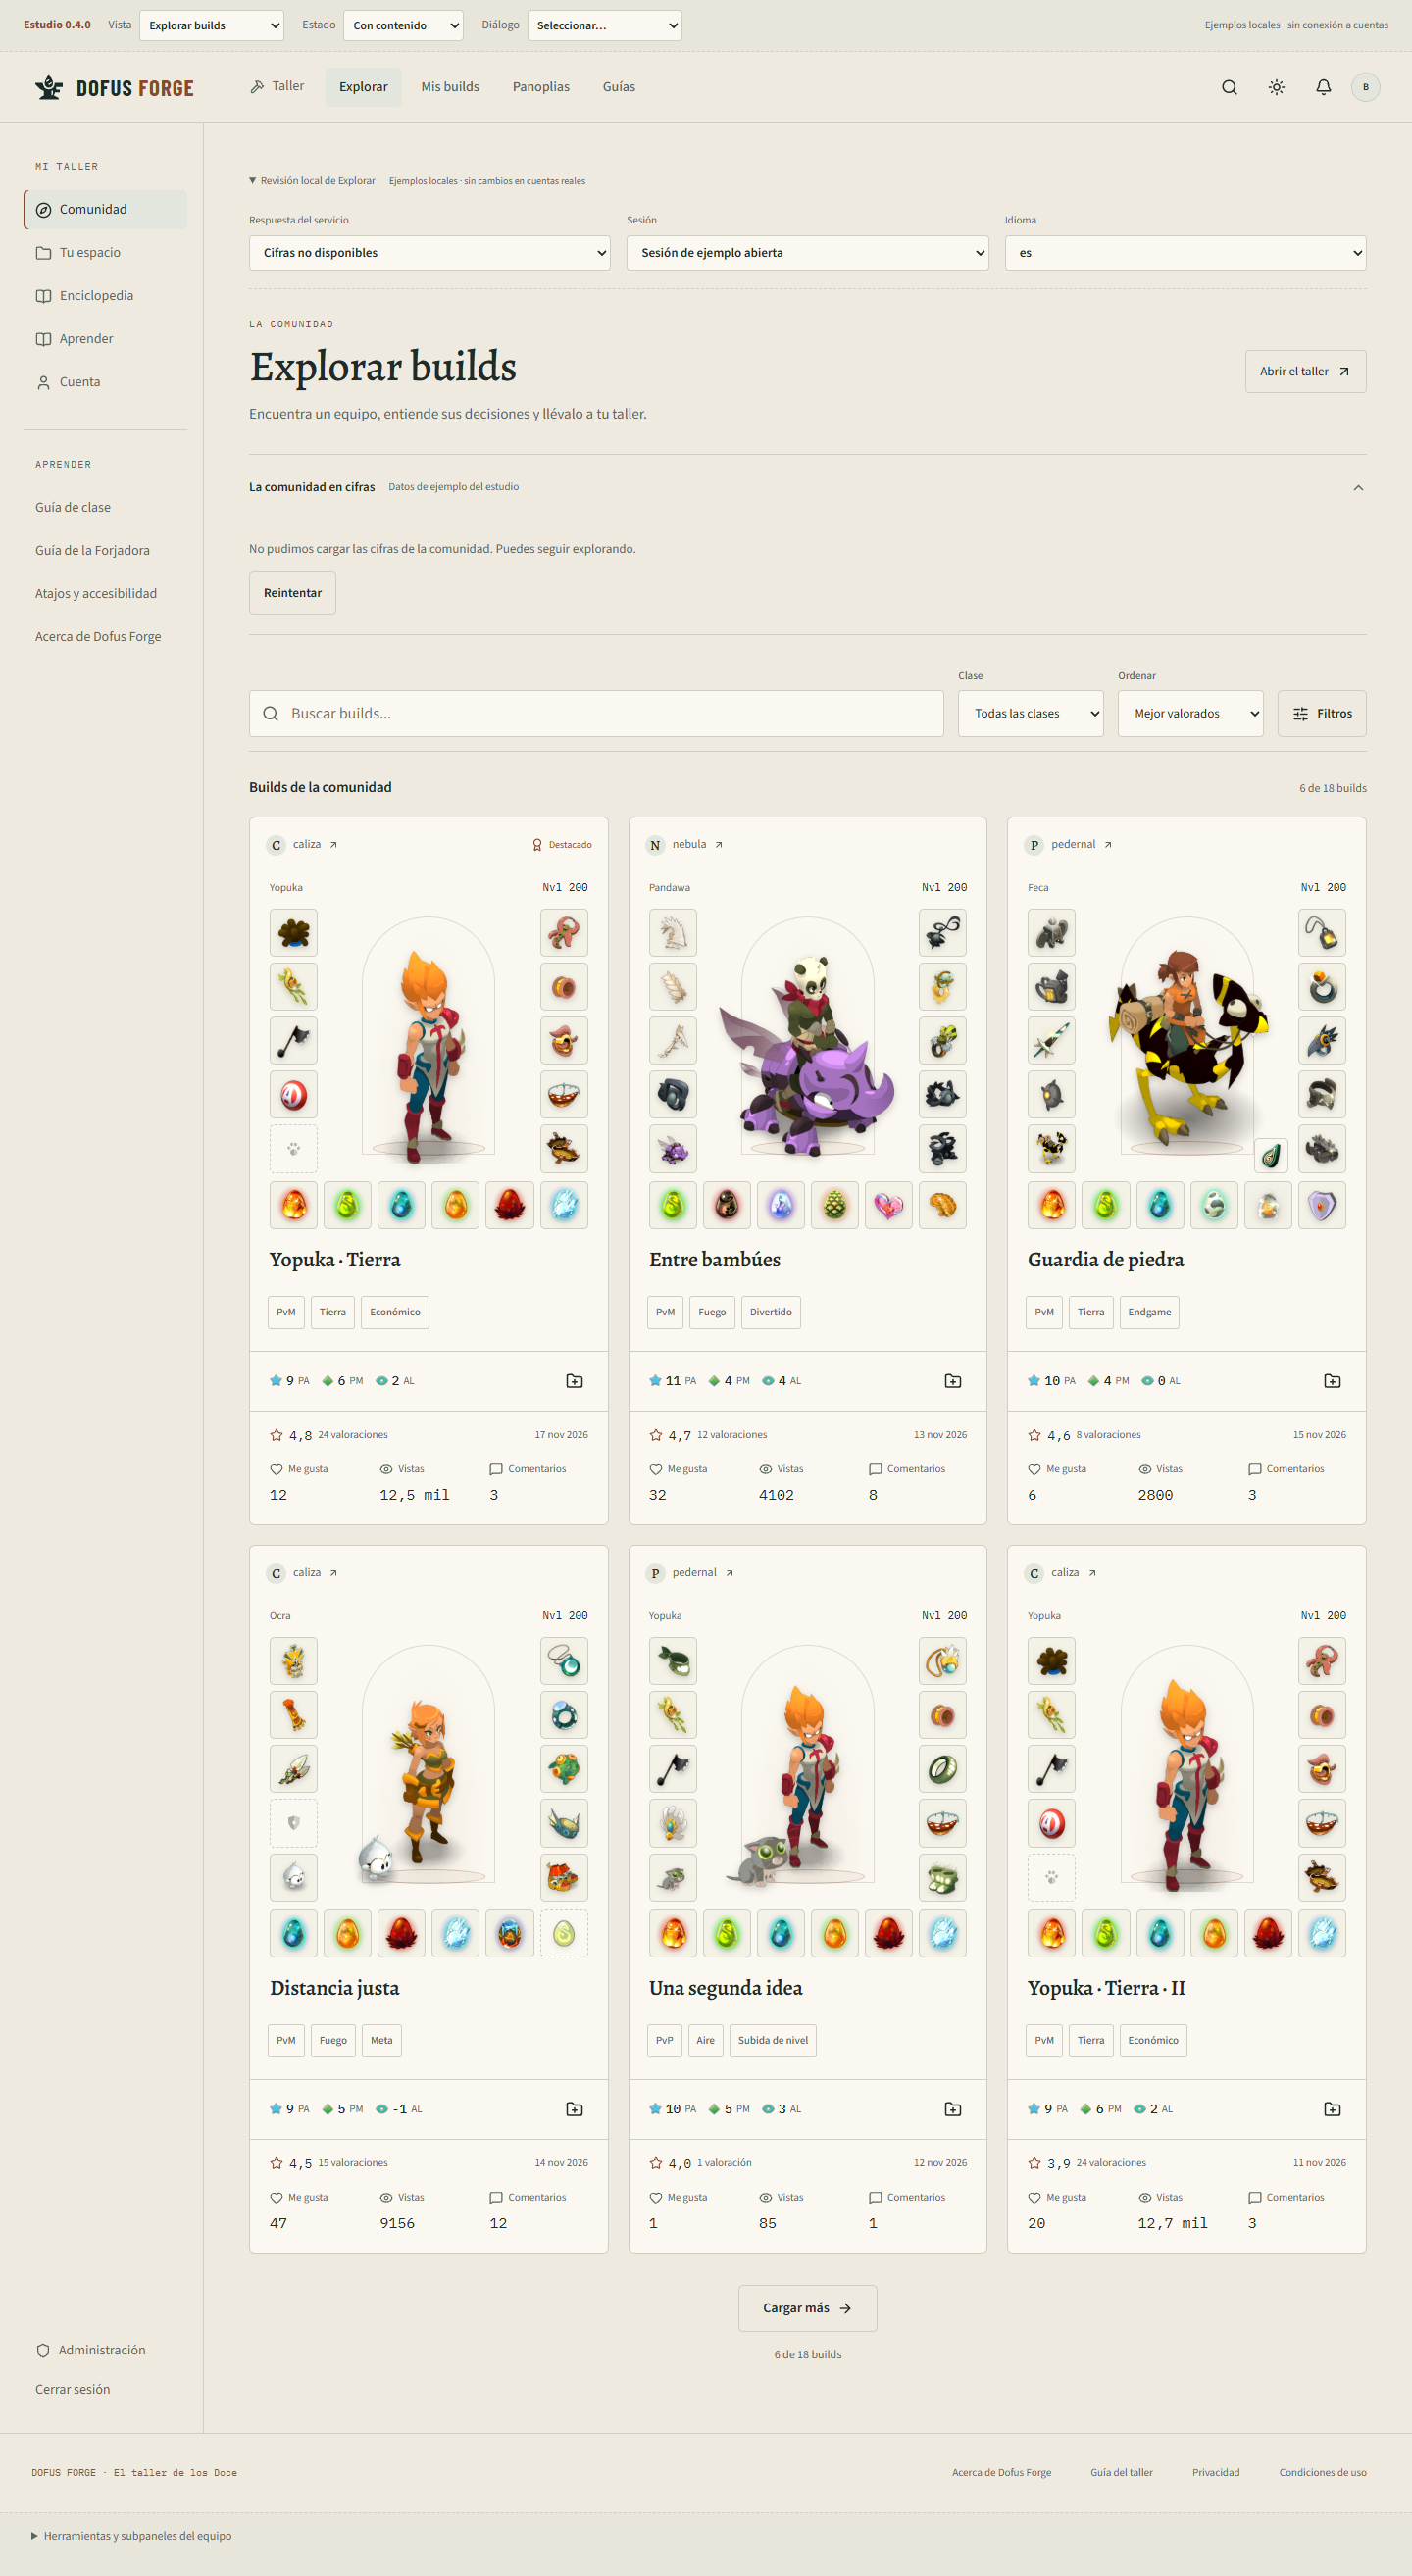 Estudio 0.4.0 Vista Explorar builds Estado Con contenido Diálogo Seleccionar... Ejemplos locales · sin conexión a cuentas
DOFUS FORGE Taller Explorar Mis builds Panoplias Guías B
MI TALLER
Comunidad
Tu espacio
Enciclopedia
Aprender
Cuenta
APRENDER
Guía de clase
Guía de la Forjadora
Atajos y accesibilidad
Acerca de Dofus Forge
Administración
Cerrar sesión
Revisión local de Explorar Ejemplos locales · sin cambios en cuentas reales
Respuesta del servicio Sesión Idioma
Cifras no disponibles Sesión de ejemplo abierta es
LA COMUNIDAD
Explorar builds
Abrir el taller
Encuentra un equipo, entiende sus decisiones y llévalo a tu taller.
La comunidad en cifras Datos de ejemplo del estudio
No pudimos cargar las cifras de la comunidad. Puedes seguir explorando.
Reintentar
Clase Ordenar
Buscar builds... Todas las clases Mejor valorados Filtros
Builds de la comunidad 6 de 18 builds
C caliza Destacado
Yopuka Nvl 200
Yopuka · Tierra
PvM Tierra Económico
9 PA 6 PM 2 AL
4,8 24 valoraciones 17 nov 2026
Me gusta Vistas Comentarios
12 12,5 mil 3
N nebula
Pandawa Nvl 200
Entre bambúes
PvM Fuego Divertido
11 PA 4 PM 4 AL
4,7 12 valoraciones 13 nov 2026
Me gusta Vistas Comentarios
32 4102 8
P pedernal
Feca Nvl 200
Guardia de piedra
PvM Tierra Endgame
10 PA 4 PM 0 AL
4,6 8 valoraciones 15 nov 2026
Me gusta Vistas Comentarios
6 2800 3
C caliza
Ocra Nvl 200
Distancia justa
PvM Fuego Meta
9 PA 5 PM -1 AL
4,5 15 valoraciones 14 nov 2026
Me gusta Vistas Comentarios
47 9156 12
P pedernal
Yopuka Nvl 200
Una segunda idea
PvP Aire Subida de nivel
10 PA 5 PM 3 AL
4,0 1 valoración 12 nov 2026
Me gusta Vistas Comentarios
1 85 1
C caliza
Yopuka Nvl 200
Yopuka · Tierra · II
PvM Tierra Económico
9 PA 6 PM 2 AL
3,9 24 valoraciones 11 nov 2026
Me gusta Vistas Comentarios
20 12,7 mil 3
Cargar más
6 de 18 builds
DOFUS FORGE · El taller de los Doce Acerca de Dofus Forge Guía del taller Privacidad Condiciones de uso
Herramientas y subpaneles del equipo